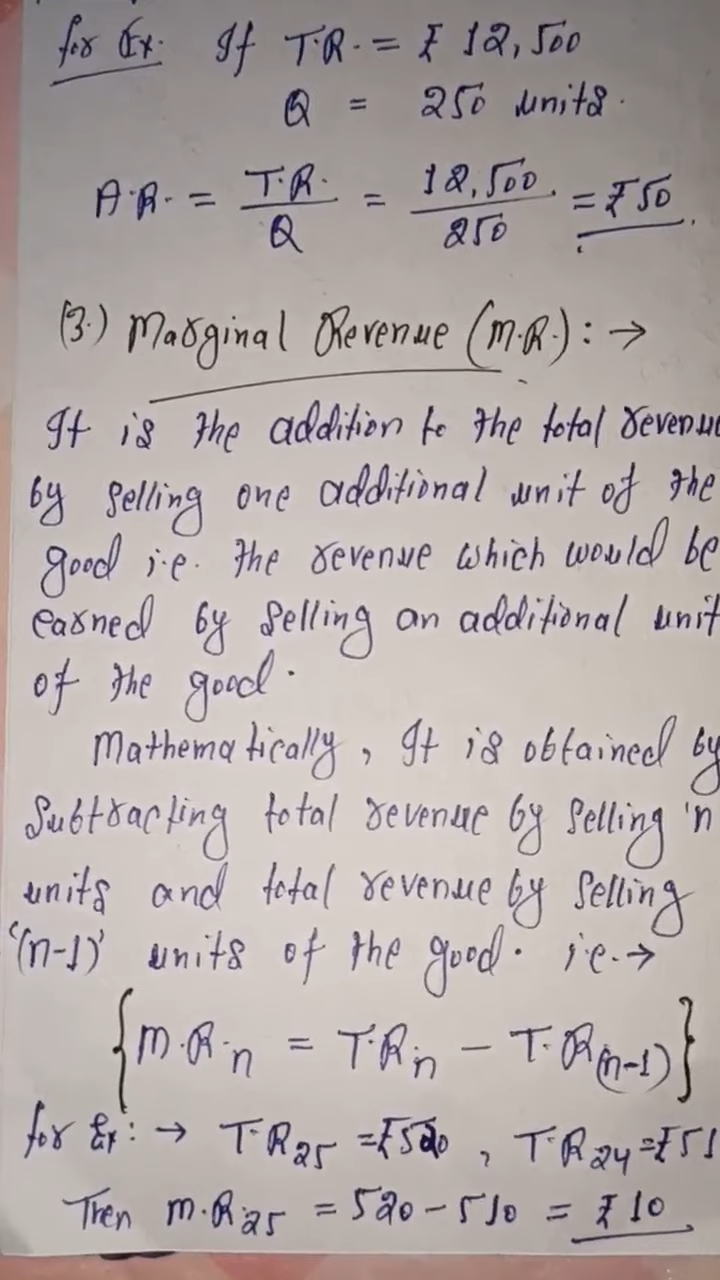 for Ex. If T.R. = ₹ 12,500
Q = 250 units.
A.R. = T.R. / Q = 12,500 / 250 = ₹50
(3.) Marginal Revenue (M.R.) : →
It is the addition to the total revenue
by selling one additional unit of the
good i.e. the revenue which would be
earned by selling an additional unit
of the good.
Mathematically, It is obtained by
Subtracting total revenue by selling 'n
units and total revenue by selling
'(n-1)' units of the good. i.e. →
{M.R.n = T.Rn – T.R(n-1)}
for Ex : → T.R25 = ₹520 , T.R24 = ₹51
Then M.R25 = 520 – 510 = ₹10